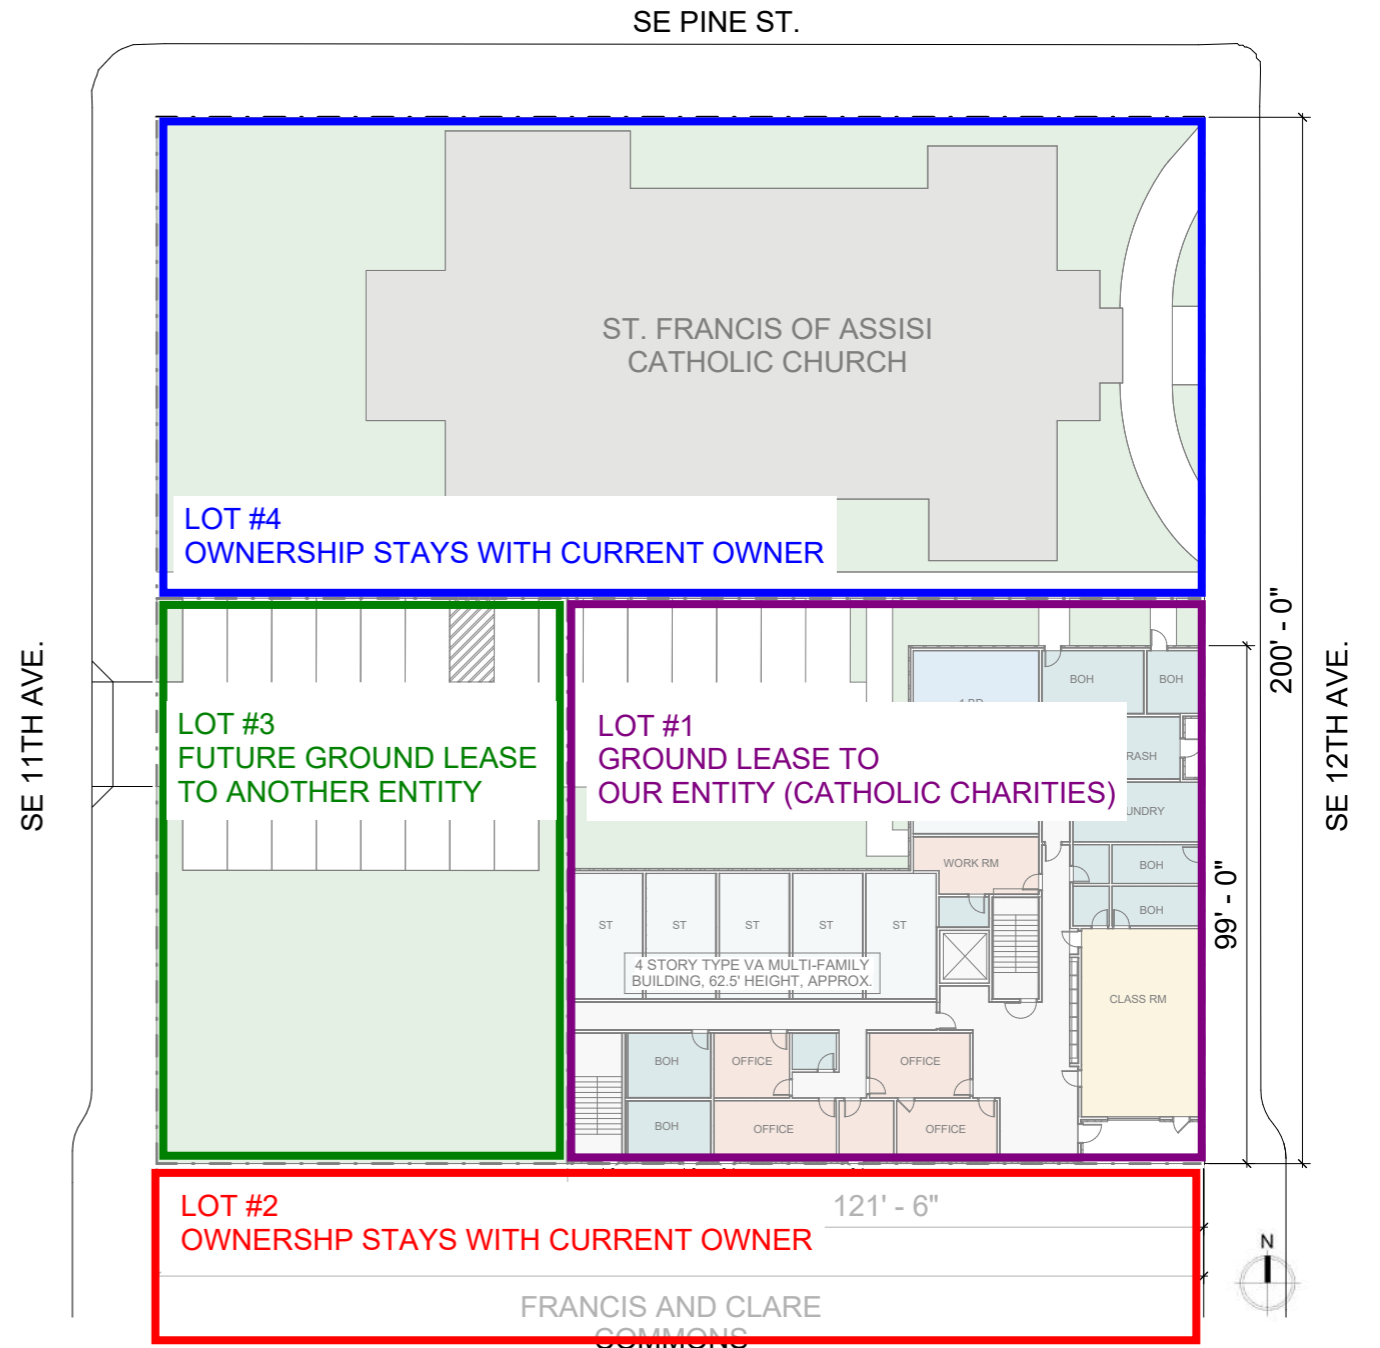 SE PINE ST.
ST. FRANCIS OF ASSISI
CATHOLIC CHURCH
LOT #4
OWNERSHIP STAYS WITH CURRENT OWNER
SE 11TH AVE.
200' - 0"
SE 12TH AVE.
BOH
BOH
LOT #3
FUTURE GROUND LEASE
TO ANOTHER ENTITY
LOT #1
GROUND LEASE TO
OUR ENTITY (CATHOLIC CHARITIES)
RASH
UNDRY
WORK RM
BOH
BOH
99' - 0"
ST
ST
ST
ST
ST
4 STORY TYPE VA MULTI-FAMILY
BUILDING, 62.5' HEIGHT, APPROX.
CLASS RM
BOH
OFFICE
OFFICE
BOH
OFFICE
OFFICE
LOT #2
OWNERSHP STAYS WITH CURRENT OWNER
121' - 6"
N
FRANCIS AND CLARE
COMMONS